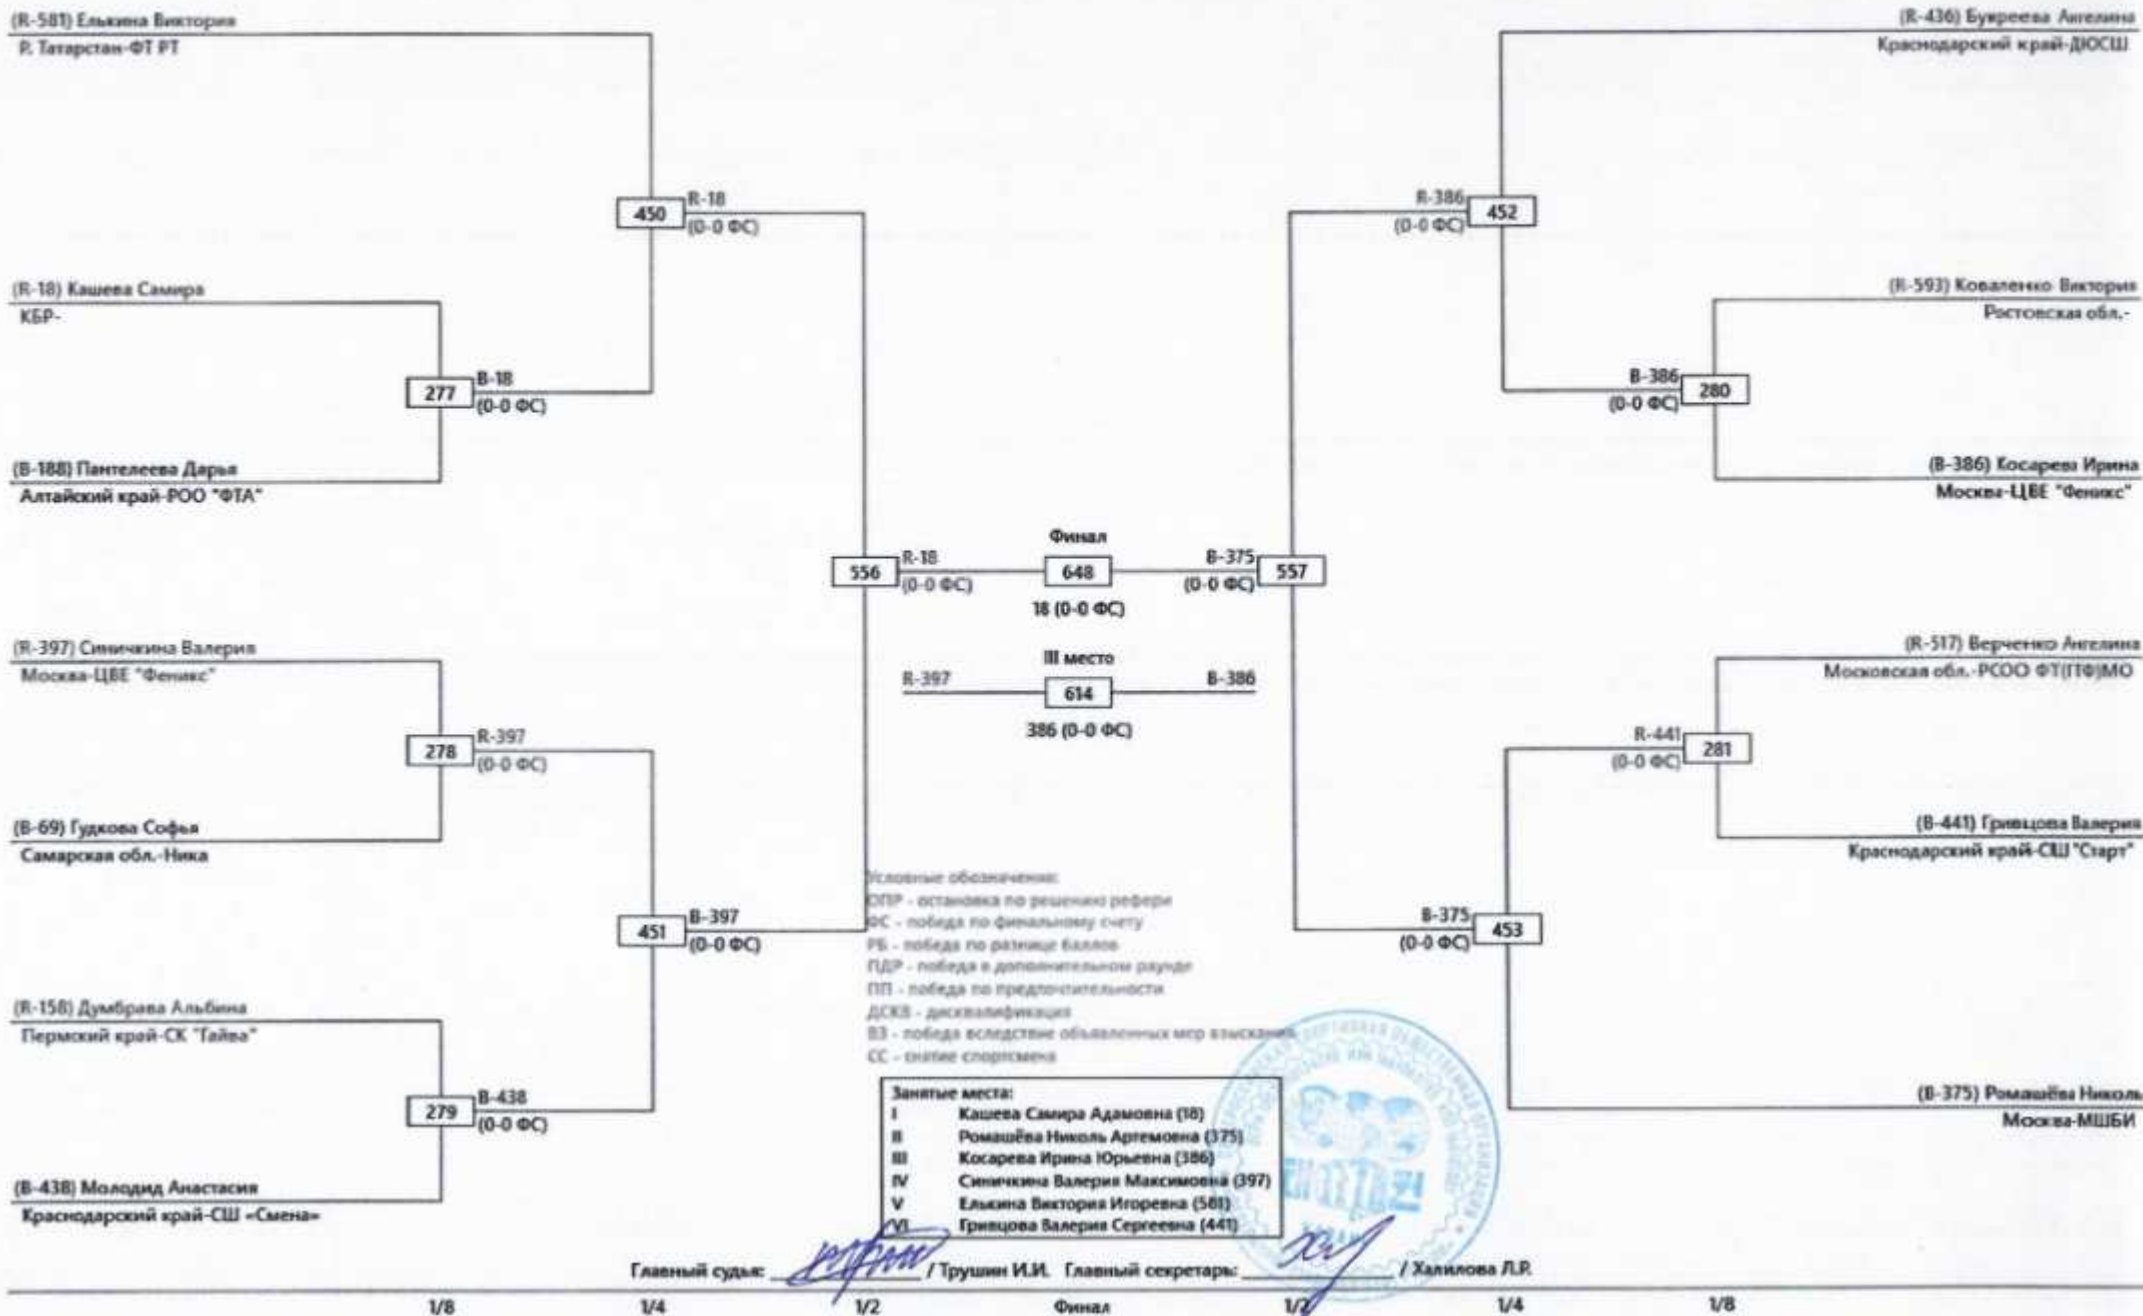 (R-581) Елькина Виктория
Р. Татарстан-ФТ РТ
(R-436) Букреева Ангелина
Краснодарский край-ДЮСШ
450
R-18
(0-0 ФС)
R-386
(0-0 ФС)
452
(R-18) Кашева Самира
КБР-
(R-593) Коваленко Виктория
Ростовская обл.-
277
B-18
(0-0 ФС)
B-386
(0-0 ФС)
280
(B-188) Пантелеева Дарья
Алтайский край-РОО "ФТА"
(B-386) Косарева Ирина
Москва-ЦВЕ "Феникс"
556
R-18
(0-0 ФС)
Финал
648
18 (0-0 ФС)
B-375
(0-0 ФС)
557
(R-397) Синичкина Валерия
Москва-ЦВЕ "Феникс"
R-397
III место
614
386 (0-0 ФС)
B-386
(R-517) Верченко Ангелина
Московская обл.-РСОО ФТ(ПФ)МО
278
R-397
(0-0 ФС)
R-441
(0-0 ФС)
281
(B-69) Гудкова Софья
Самарская обл.-Ника
(B-441) Гривцова Валерия
Краснодарский край-СШ "Старт"
451
B-397
(0-0 ФС)
Условные обозначения:
ОПР - остановка по решению рефери
ФС - победа по финальному счету
РБ - победа по разнице баллов
ПДР - победа в дополнительном раунде
ПП - победа по предпочтительности
ДСКВ - дисквалификация
ВЗ - победа вследствие объявленных мер взыскания
СС - снятие спортсмена
B-375
(0-0 ФС)
453
(R-158) Думбрава Альбина
Пермский край-СК "Гайва"
279
B-438
(0-0 ФС)
(B-375) Ромашёва Николь
Москва-МШБИ
(B-438) Молодид Анастасия
Краснодарский край-СШ «Смена»
Занятые места:
I Кашева Самира Адамовна (18)
II Ромашёва Николь Артемовна (375)
III Косарева Ирина Юрьевна (386)
IV Синичкина Валерия Максимовна (397)
V Елькина Виктория Игоревна (581)
VI Гривцова Валерия Сергеевна (441)
Главный судья: / Трушин И.И. Главный секретарь: / Халилова Л.Р.
1/8 1/4 1/2 Финал 1/2 1/4 1/8